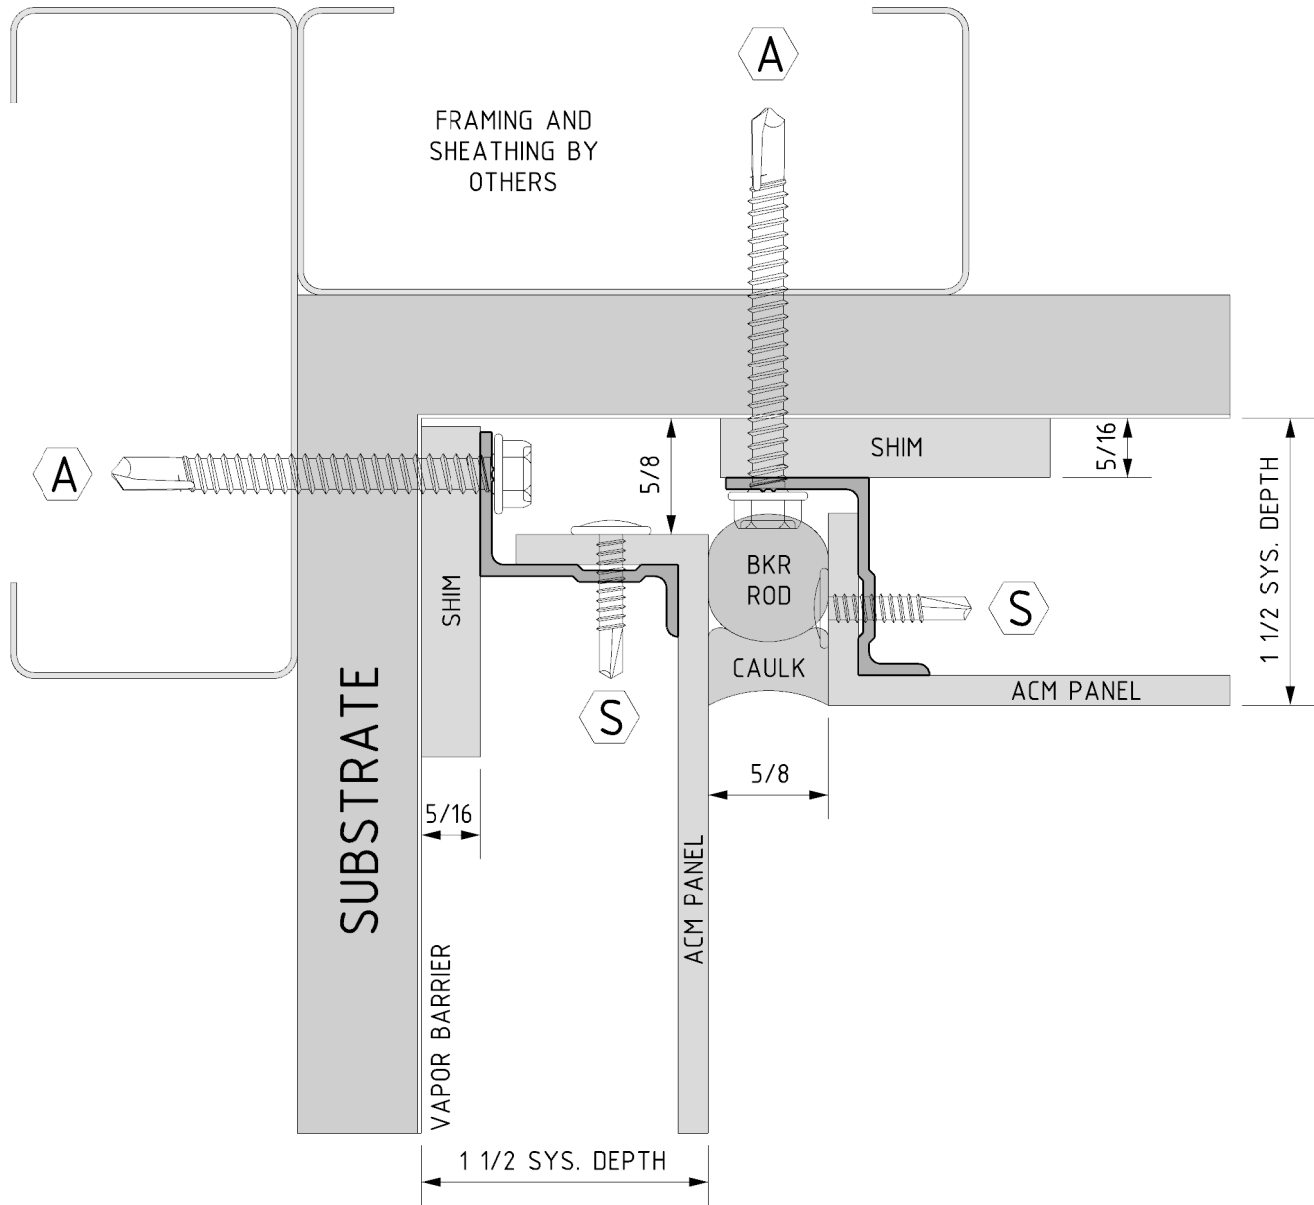 A
FRAMING AND
SHEATHING BY
OTHERS
A
5/8
SHIM
5/16
1 1/2 SYS. DEPTH
BKR
ROD
SHIM
S
CAULK
ACM PANEL
S
SUBSTRATE
5/8
5/16
ACM PANEL
VAPOR BARRIER
1 1/2 SYS. DEPTH